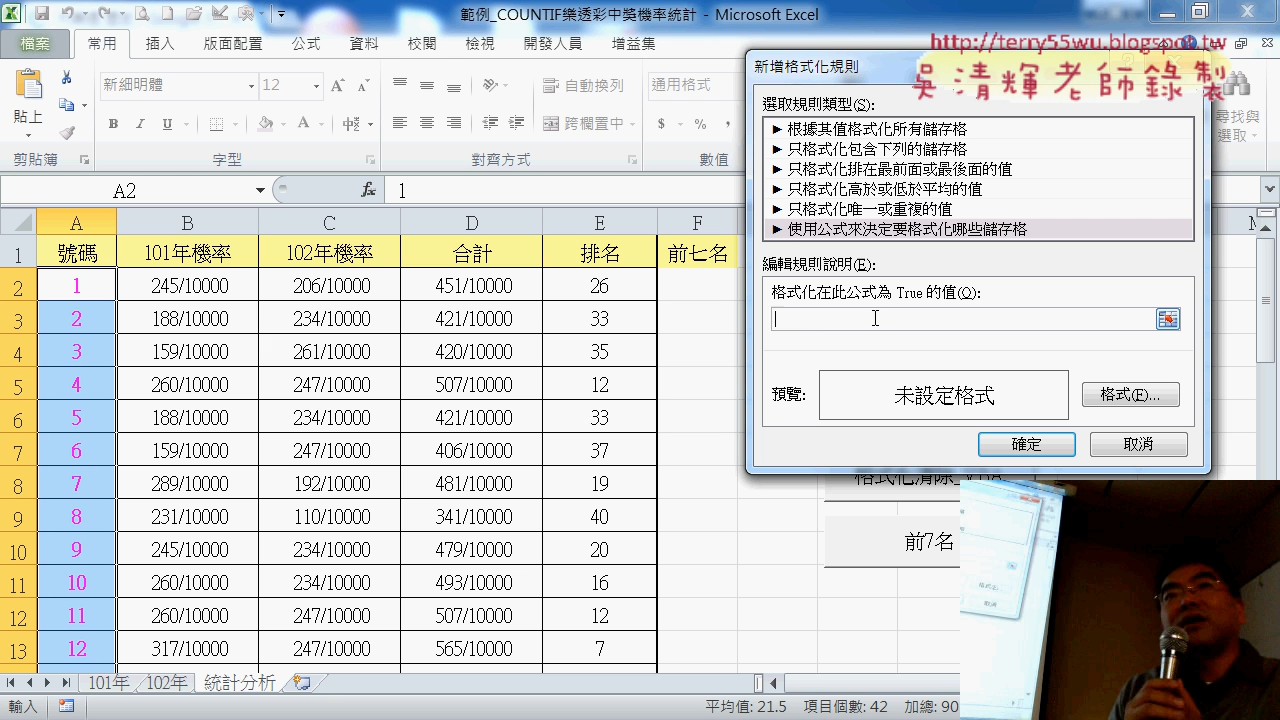 範例_COUNTIF樂透彩中獎機率統計 - Microsoft Excel
檔案 常用 插入 版面配置 公式 資料 校閱 檢視 開發人員 增益集
http://terry55wu.blogspot.tw
吳清輝老師錄製
貼上 新細明體 12 自動換列 通用格式
B I U A 中 跨欄置中 $ % , 尋找與
選取
剪貼簿 字型 對齊方式 數值
A2 fx 1
A B C D E F
1 號碼 101年機率 102年機率 合計 排名 前七名
2 1 245/10000 206/10000 451/10000 26
3 2 188/10000 234/10000 421/10000 33
4 3 159/10000 261/10000 420/10000 35
5 4 260/10000 247/10000 507/10000 12
6 5 188/10000 234/10000 421/10000 33
7 6 159/10000 247/10000 406/10000 37
8 7 289/10000 192/10000 481/10000 19
9 8 231/10000 110/10000 341/10000 40
10 9 245/10000 234/10000 479/10000 20
11 10 260/10000 234/10000 493/10000 16
12 11 260/10000 247/10000 507/10000 12
13 12 317/10000 247/10000 565/10000 7
新增格式化規則
選取規則類型(S):
► 根據其值格式化所有儲存格
► 只格式化包含下列的儲存格
► 只格式化排在最前面或最後面的值
► 只格式化高於或低於平均的值
► 只格式化唯一或重複的值
► 使用公式來決定要格式化哪些儲存格
編輯規則說明(E):
格式化在此公式為 True 的值(O):
預覽: 未設定格式 格式(F)...
確定 取消
前7名
101年 102年 統計分析
輸入 平均值: 21.5 項目個數: 42 加總: 90